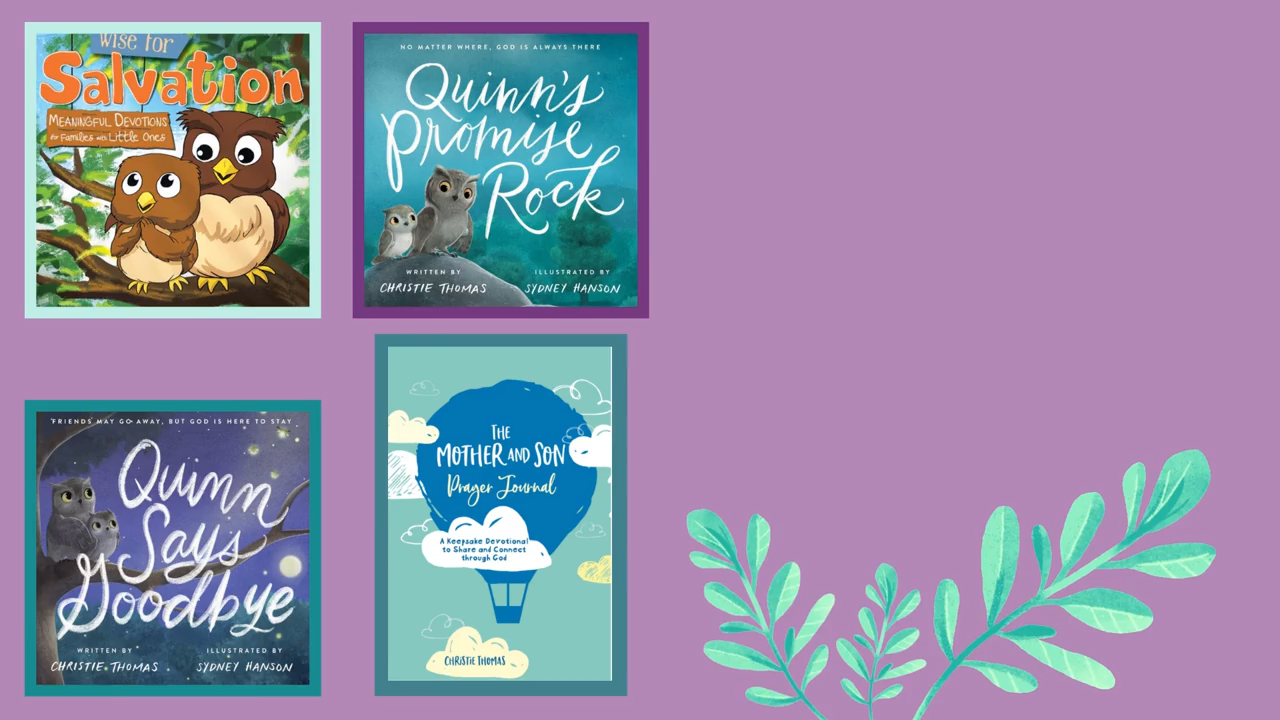 wise for
Salvation
MEANINGFUL DEVOTIONS
for Families with Little Ones
NO MATTER WHERE, GOD IS ALWAYS THERE
Quinn's
Promise
Rock
WRITTEN BY
CHRISTIE THOMAS
ILLUSTRATED BY
SYDNEY HANSON
FRIENDS MAY GO AWAY, BUT GOD IS HERE TO STAY
Quinn
Says
Goodbye
WRITTEN BY
CHRISTIE THOMAS
ILLUSTRATED BY
SYDNEY HANSON
THE
MOTHER AND SON
Prayer Journal
A Keepsake Devotional
to Share and Connect
through God
CHRISTIE THOMAS